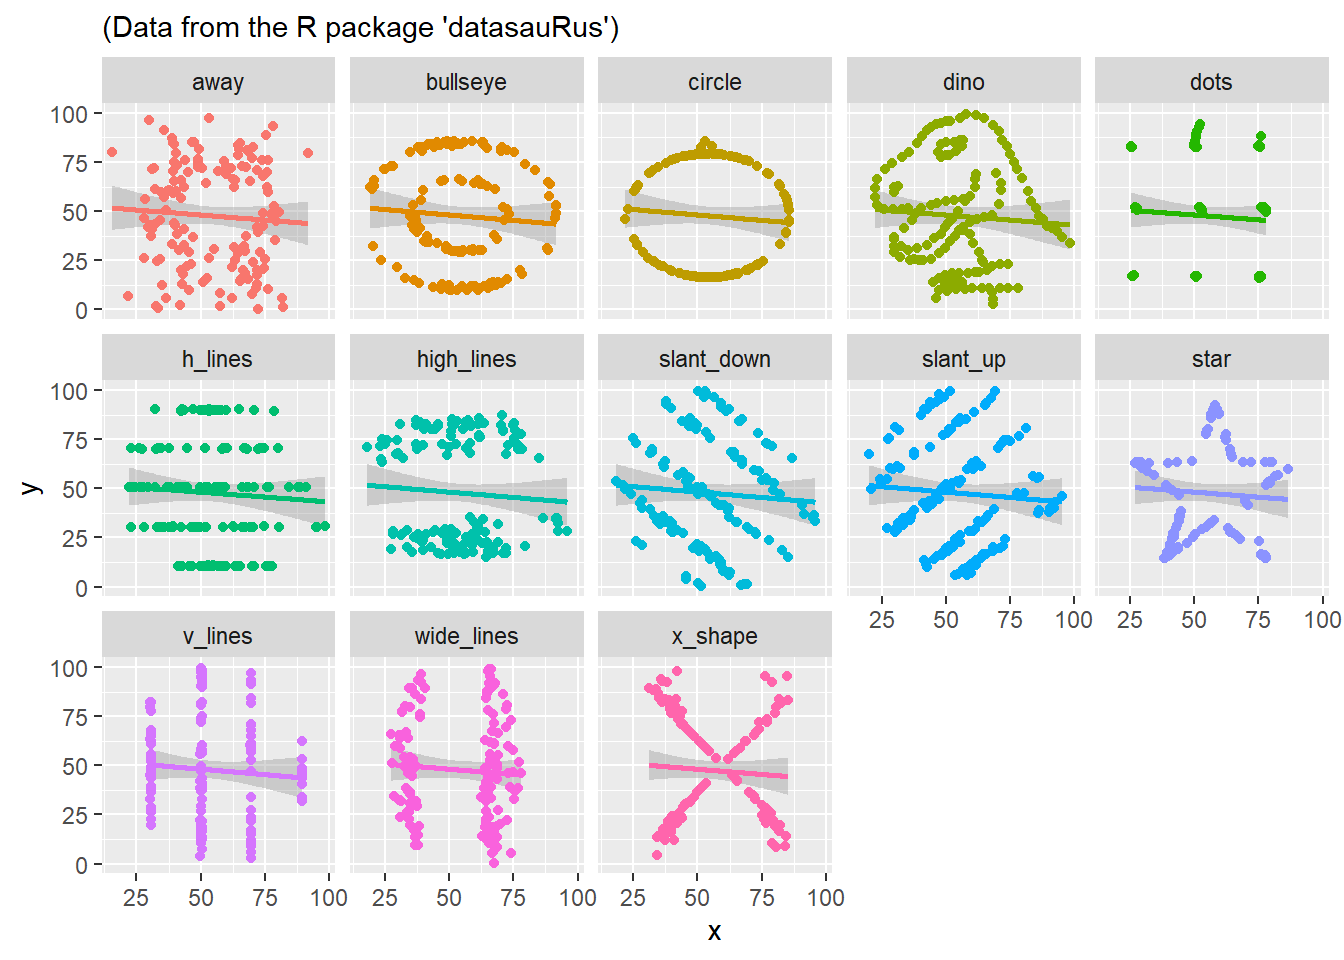 (Data from the R package 'datasauRus')
away bullseye circle dino dots
100
75
50
25
0
h_lines high_lines slant_down slant_up star
100
75
50
25
0
25 50 75 100 25 50 75 100
v_lines wide_lines x_shape
100
75
50
25
0
25 50 75 100 25 50 75 100 25 50 75 100
x
y